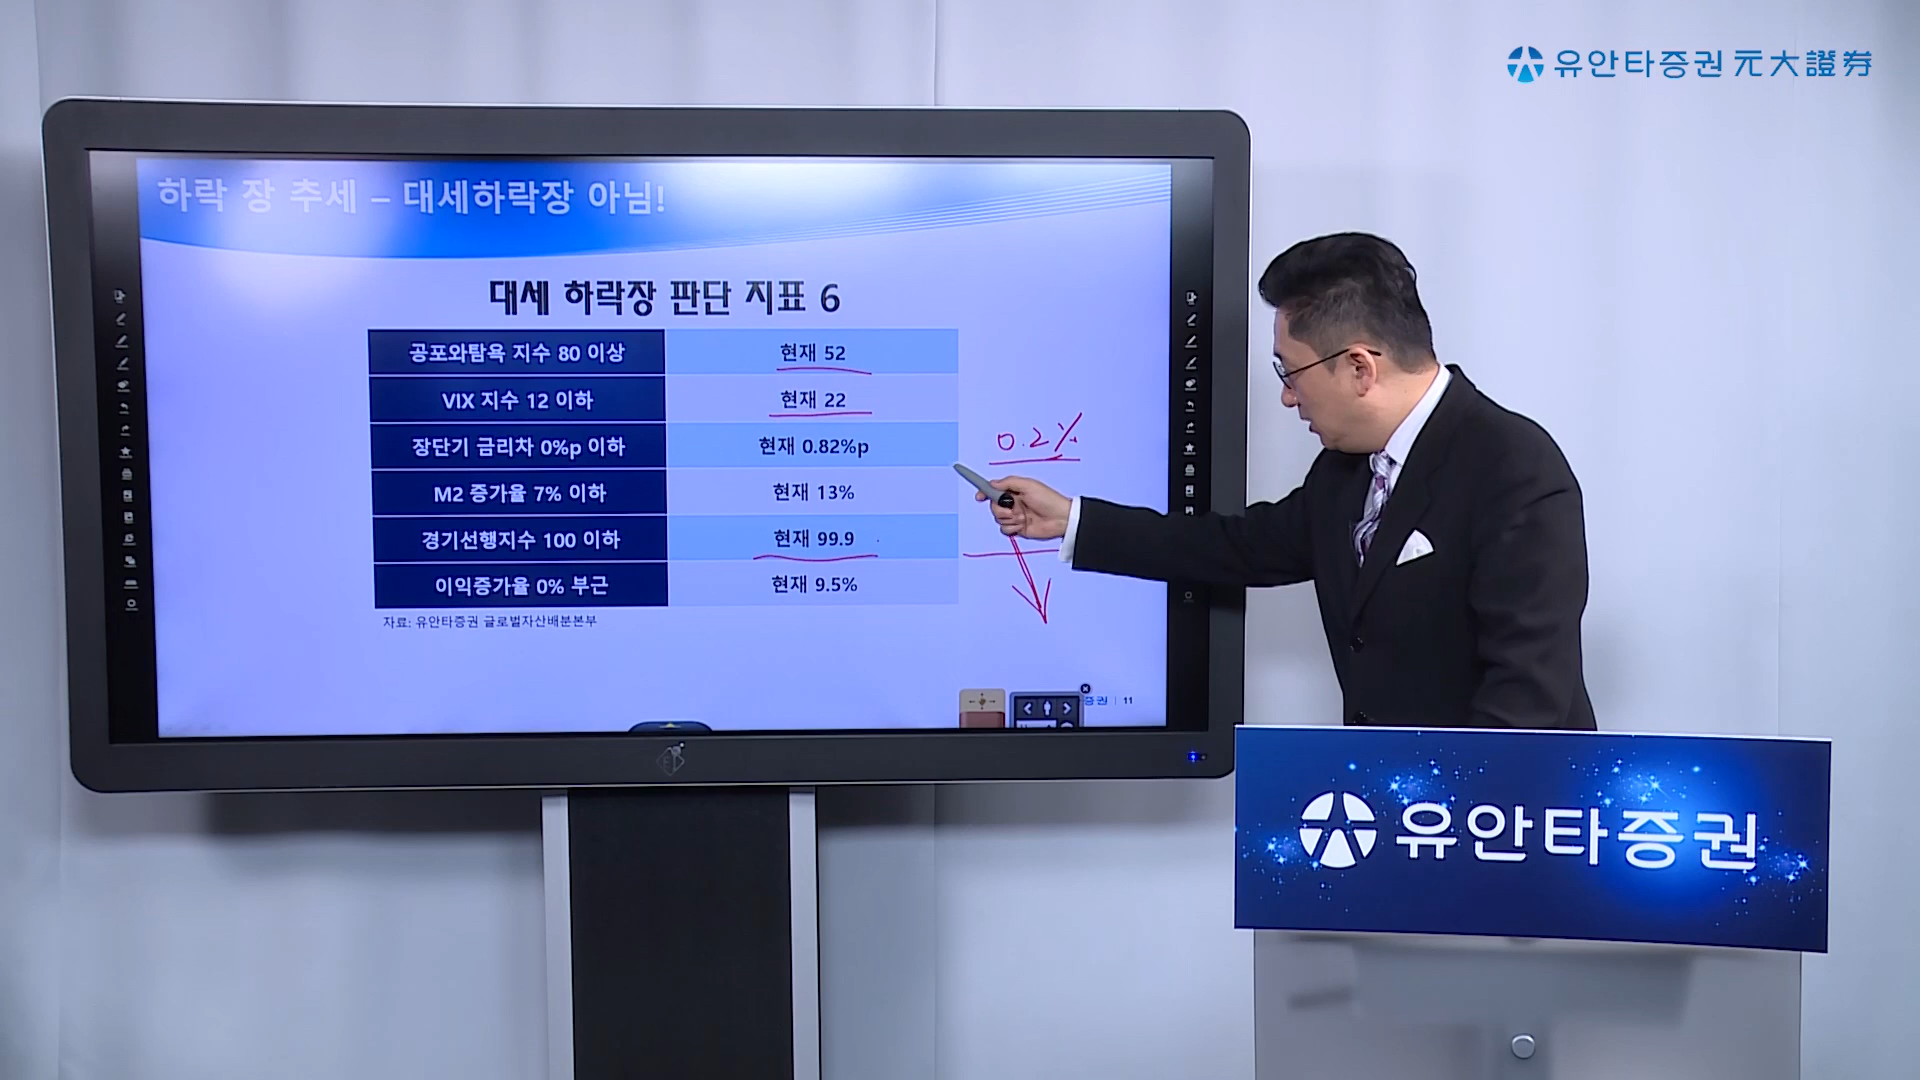 유안타증권 元大證券
하락 장 추세 – 대세하락장 아님!
대세 하락장 판단 지표 6
공포와탐욕 지수 80 이상 현재 52
VIX 지수 12 이하 현재 22
장단기 금리차 0%p 이하 현재 0.82%p
M2 증가율 7% 이하 현재 13%
경기선행지수 100 이하 현재 99.9
이익증가율 0% 부근 현재 9.5%
0.2%
자료: 유안타증권 글로벌자산배분본부
증권 | 11
유안타증권